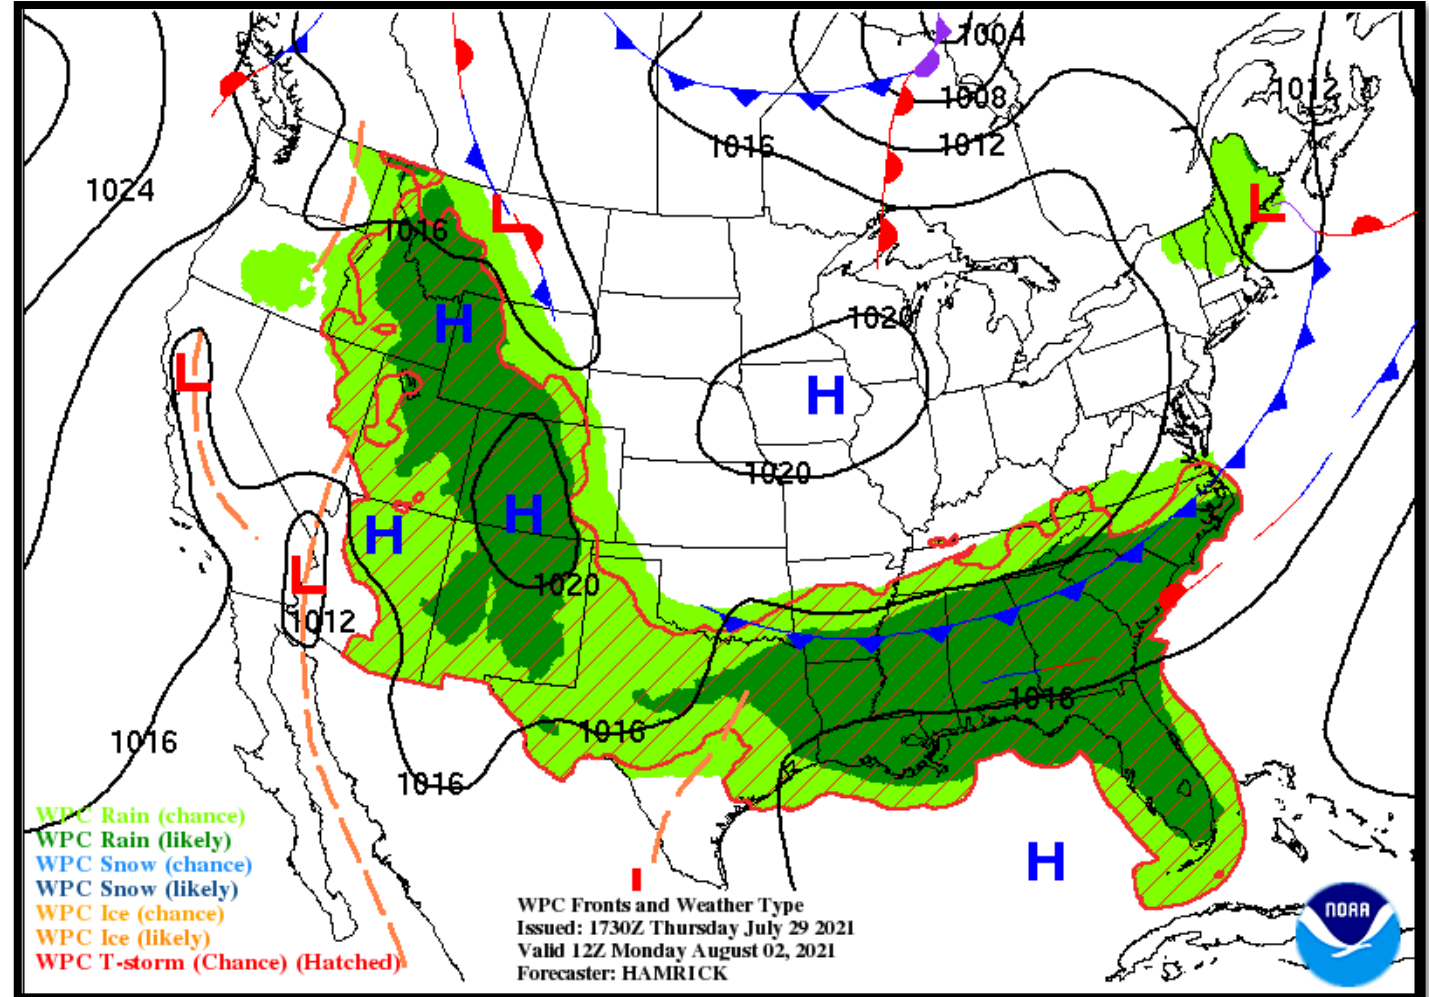 1004
1008
1012
1012
1016
1024
1016
1020
1020
1020
1012
1016
1016
1016
1016
L
L
H
L
H
H
H
L
H
WPC Rain (chance)
WPC Rain (likely)
WPC Snow (chance)
WPC Snow (likely)
WPC Ice (chance)
WPC Ice (likely)
WPC T-storm (Chance) (Hatched)
WPC Fronts and Weather Type
Issued: 1730Z Thursday July 29 2021
Valid 12Z Monday August 02, 2021
Forecaster: HAMRICK
NOAA